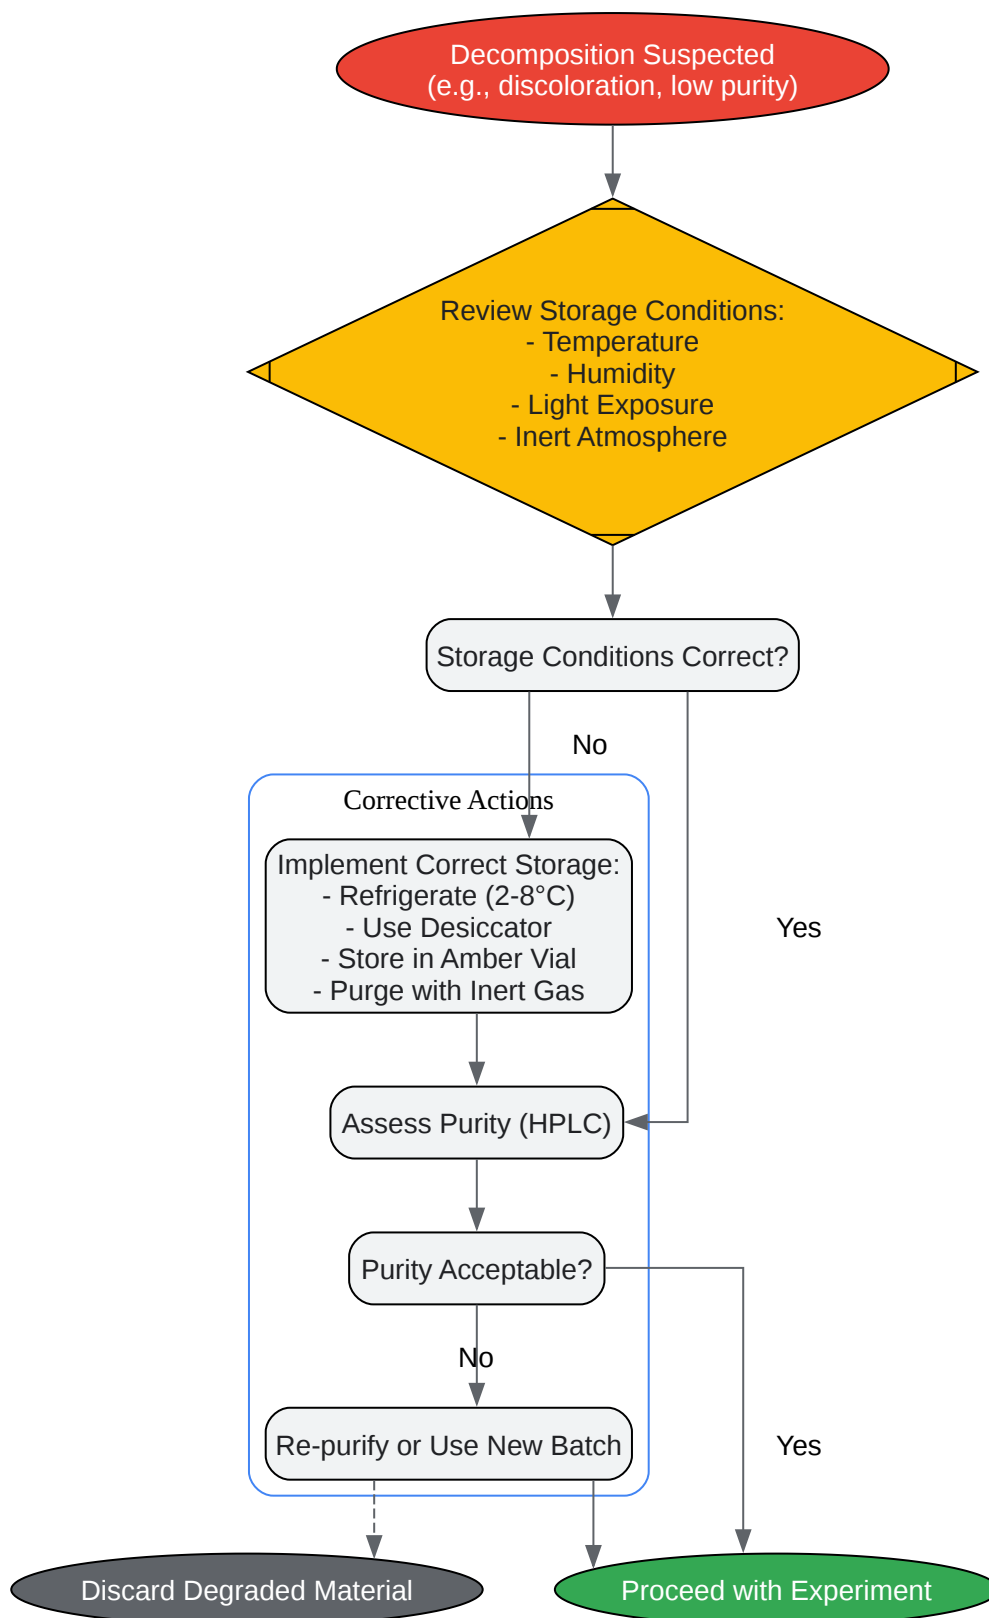 Decomposition Suspected
(e.g., discoloration, low purity)
Review Storage Conditions:
- Temperature
- Humidity
- Light Exposure
- Inert Atmosphere
Storage Conditions Correct?
No
Corrective Actions
Implement Correct Storage:
- Refrigerate (2-8°C)
- Use Desiccator
- Store in Amber Vial
- Purge with Inert Gas
Yes
Assess Purity (HPLC)
Purity Acceptable?
No
Re-purify or Use New Batch
Yes
Discard Degraded Material
Proceed with Experiment